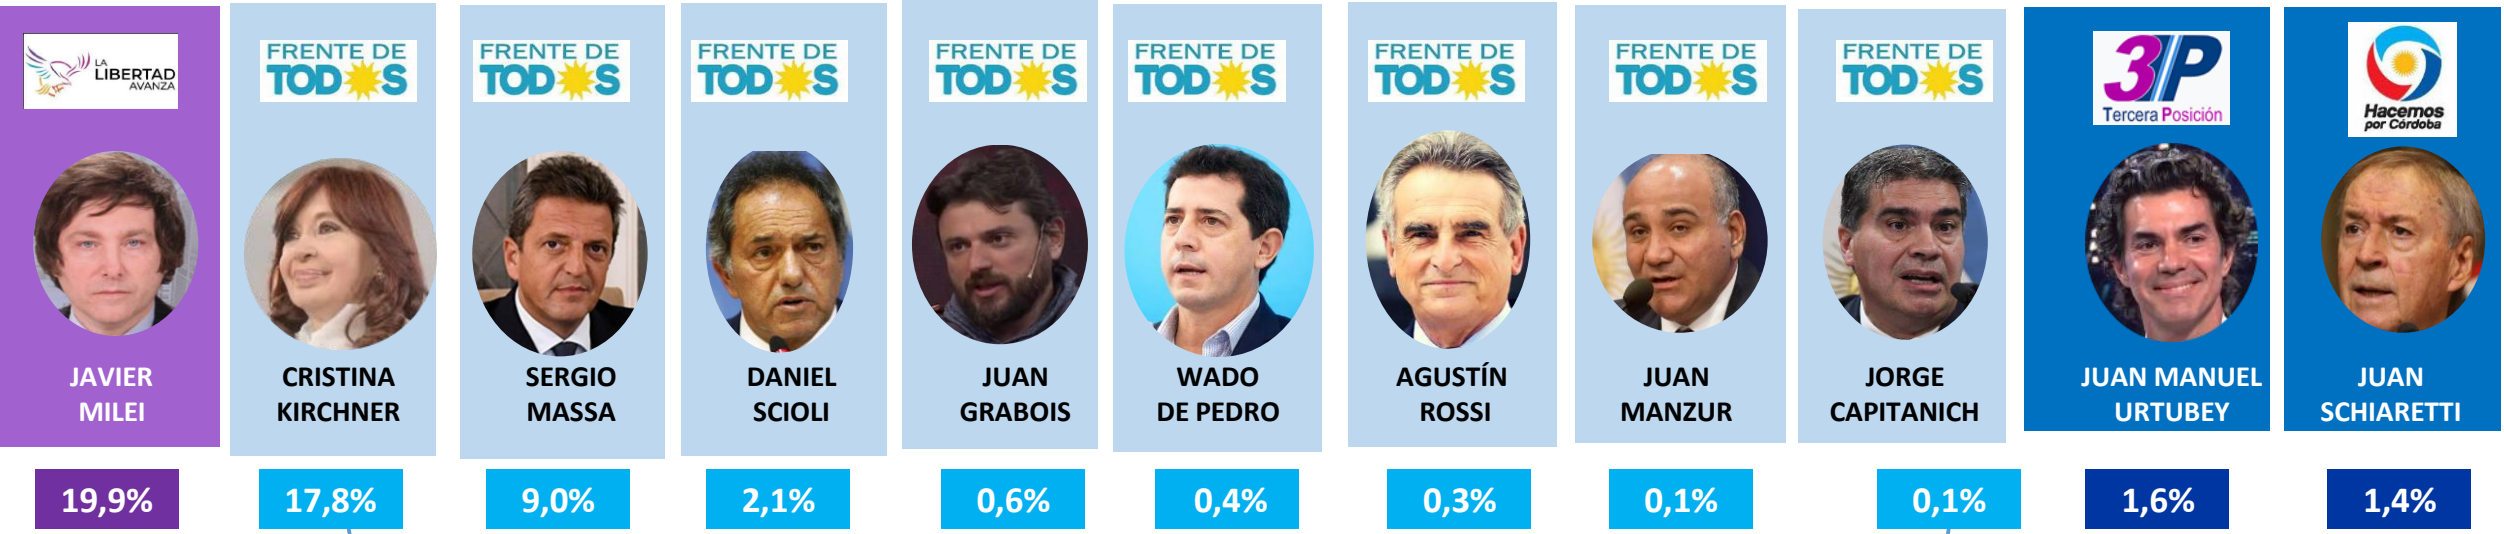 LA
LIBERTAD
AVANZA
JAVIER
MILEI
19,9%
FRENTE DE
TODOS
CRISTINA
KIRCHNER
17,8%
FRENTE DE
TODOS
SERGIO
MASSA
9,0%
FRENTE DE
TODOS
DANIEL
SCIOLI
2,1%
FRENTE DE
TODOS
JUAN
GRABOIS
0,6%
FRENTE DE
TODOS
WADO
DE PEDRO
0,4%
FRENTE DE
TODOS
AGUSTÍN
ROSSI
0,3%
FRENTE DE
TODOS
JUAN
MANZUR
0,1%
FRENTE DE
TODOS
JORGE
CAPITANICH
0,1%
3P
Tercera Posición
JUAN MANUEL
URTUBEY
1,6%
Hacemos
por Córdoba
JUAN
SCHIARETTI
1,4%